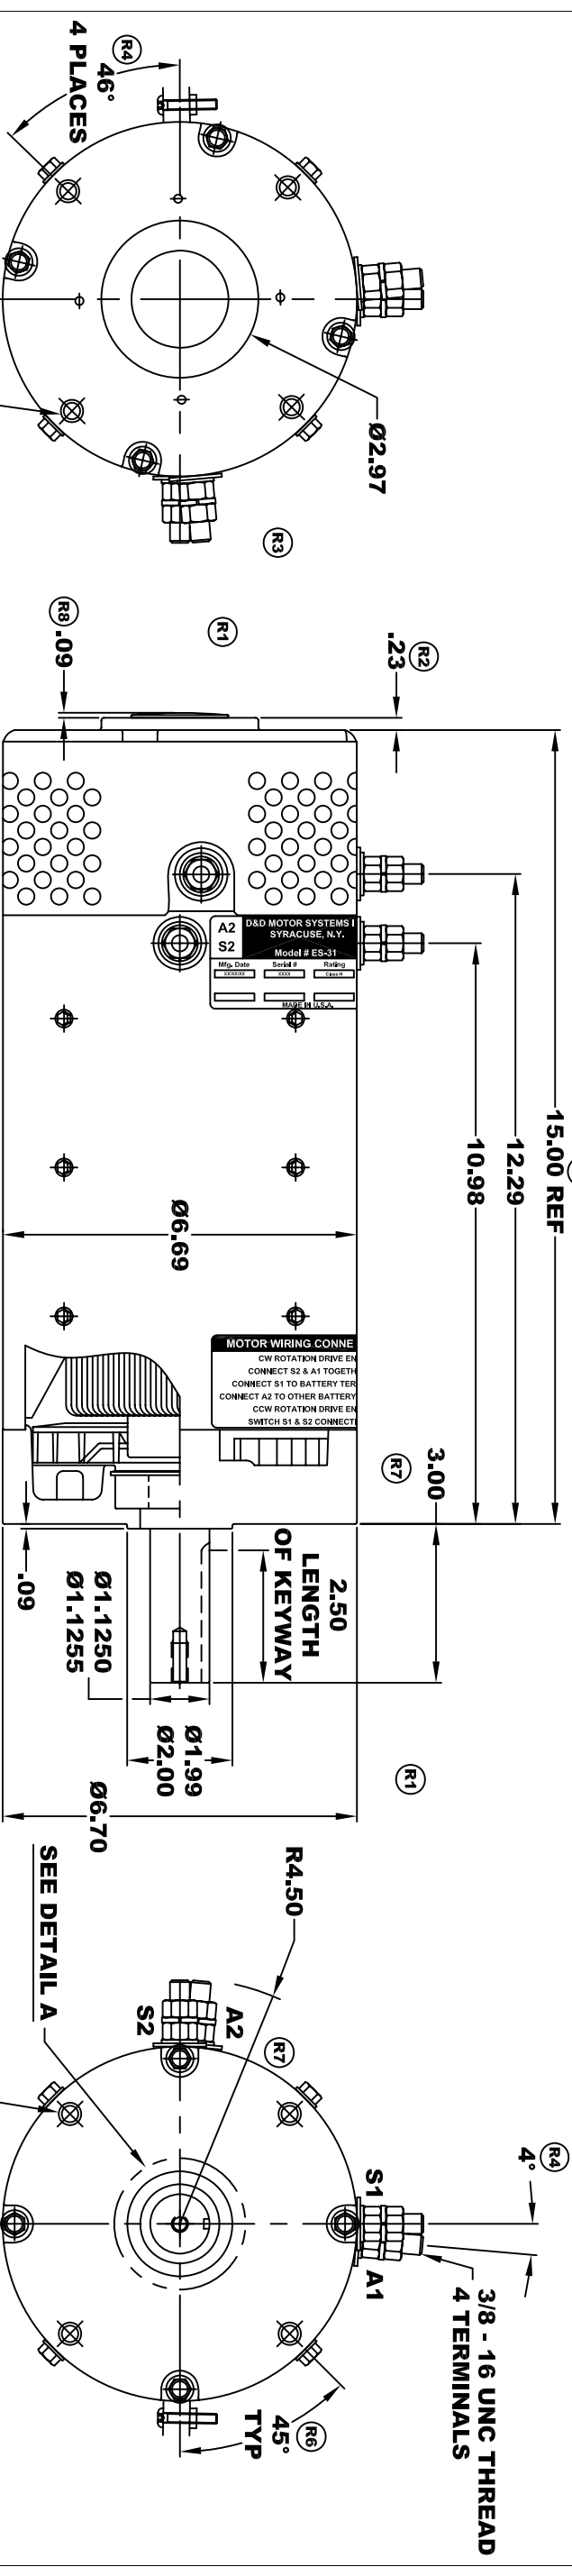 R4
46°
4 PLACES
Ø2.97
R3
R1
R8
.09
R2
.23
15.00 REF
12.29
10.98
A2
S2
D&D MOTOR SYSTEMS I
SYRACUSE, N.Y.
Model # ES-31
Mfg. Date
Serial #
Rating
XXXXXX
XXXX
Class H
MADE IN U.S.A.
Ø6.69
MOTOR WIRING CONNE
CW ROTATION DRIVE EN
CONNECT S2 & A1 TOGETH
CONNECT S1 TO BATTERY TER
CONNECT A2 TO OTHER BATTERY
CCW ROTATION DRIVE EN
SWITCH S1 & S2 CONNECTI
R7
3.00
2.50
LENGTH
OF KEYWAY
.09
Ø1.1250
Ø1.1255
Ø1.99
Ø2.00
Ø6.70
R1
SEE DETAIL A
R4.50
R7
A2
S2
R4
4°
S1
A1
3/8 - 16 UNC THREAD
4 TERMINALS
R6
45°
TYP